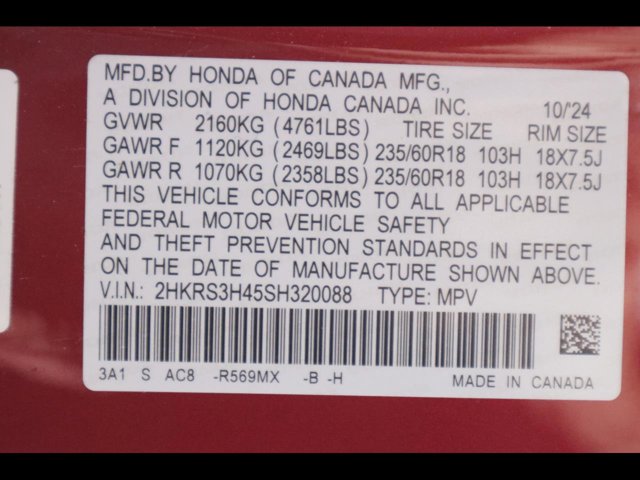 MFD.BY HONDA OF CANADA MFG.,
A DIVISION OF HONDA CANADA INC. 10/'24
GVWR 2160KG (4761LBS) TIRE SIZE RIM SIZE
GAWR F 1120KG (2469LBS) 235/60R18 103H 18X7.5J
GAWR R 1070KG (2358LBS) 235/60R18 103H 18X7.5J
THIS VEHICLE CONFORMS TO ALL APPLICABLE
FEDERAL MOTOR VEHICLE SAFETY
AND THEFT PREVENTION STANDARDS IN EFFECT
ON THE DATE OF MANUFACTURE SHOWN ABOVE.
V.I.N.: 2HKRS3H45SH320088 TYPE: MPV
3A1 S AC8 -R569MX -B -H MADE IN CANADA